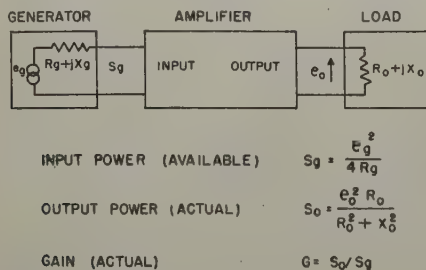 GENERATOR AMPLIFIER LOAD
eg Rg+jXg Sg INPUT OUTPUT eo Ro+jXo
INPUT POWER (AVAILABLE) Sg = eg²/4Rg
OUTPUT POWER (ACTUAL) So = eo² Ro/Ro² + Xo²
GAIN (ACTUAL) G = So/Sg